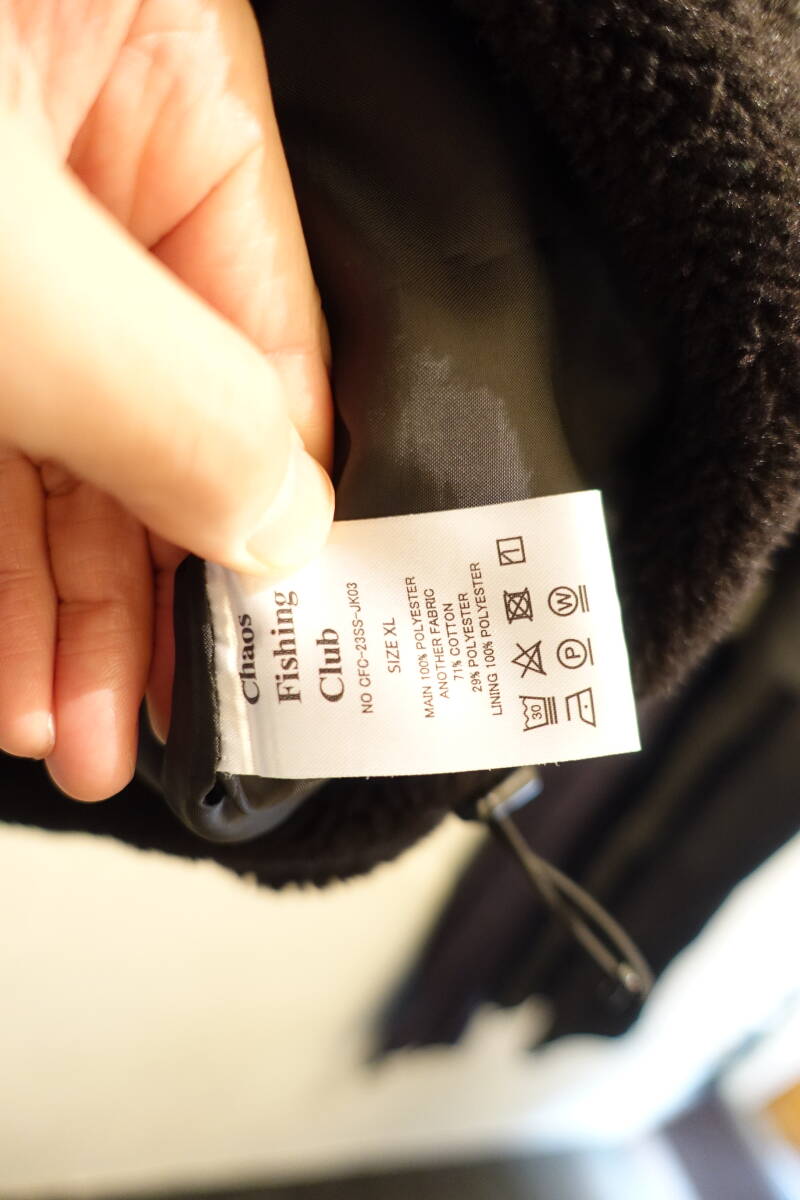 Chaos
Fishing
Club
NO CFC-23SS-JK03
SIZE XL
MAIN 100% POLYESTER
ANOTHER FABRIC
71% COTTON
29% POLYESTER
LINING 100% POLYESTER
30
P
W